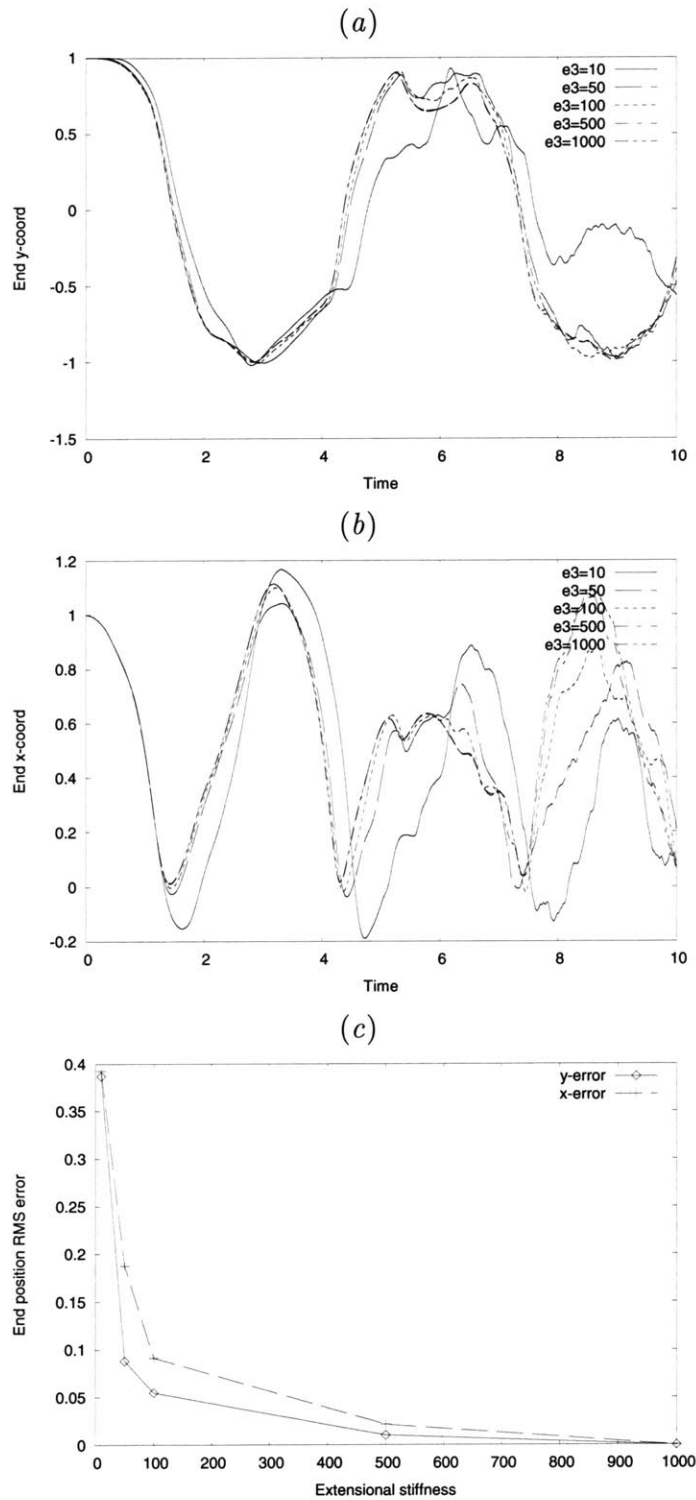 (a)
1
0.5
0
-0.5
-1
-1.5
End y-coord
e3=10
e3=50
e3=100
e3=500
e3=1000
0 2 4 6 8 10
Time
(b)
1.2
1
0.8
0.6
0.4
0.2
0
-0.2
End x-coord
e3=10
e3=50
e3=100
e3=500
e3=1000
0 2 4 6 8 10
Time
(c)
0.4
0.35
0.3
0.25
0.2
0.15
0.1
0.05
0
End position RMS error
y-error
x-error
0 100 200 300 400 500 600 700 800 900 1000
Extensional stiffness